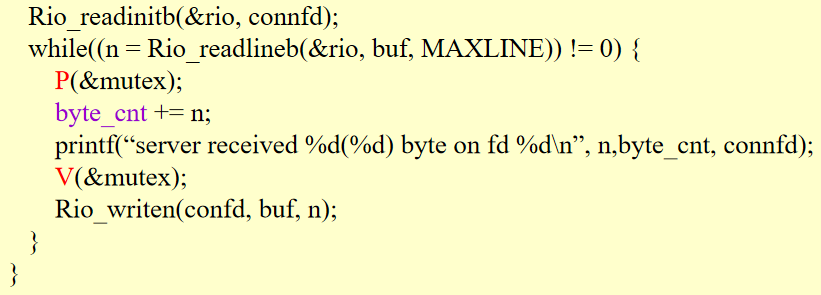 Rio_readinitb(&rio, connfd);
while((n = Rio_readlineb(&rio, buf, MAXLINE)) != 0) {
P(&mutex);
byte_cnt += n;
printf(“server received %d(%d) byte on fd %d\n”, n,byte_cnt, connfd);
V(&mutex);
Rio_writen(confd, buf, n);
}
}